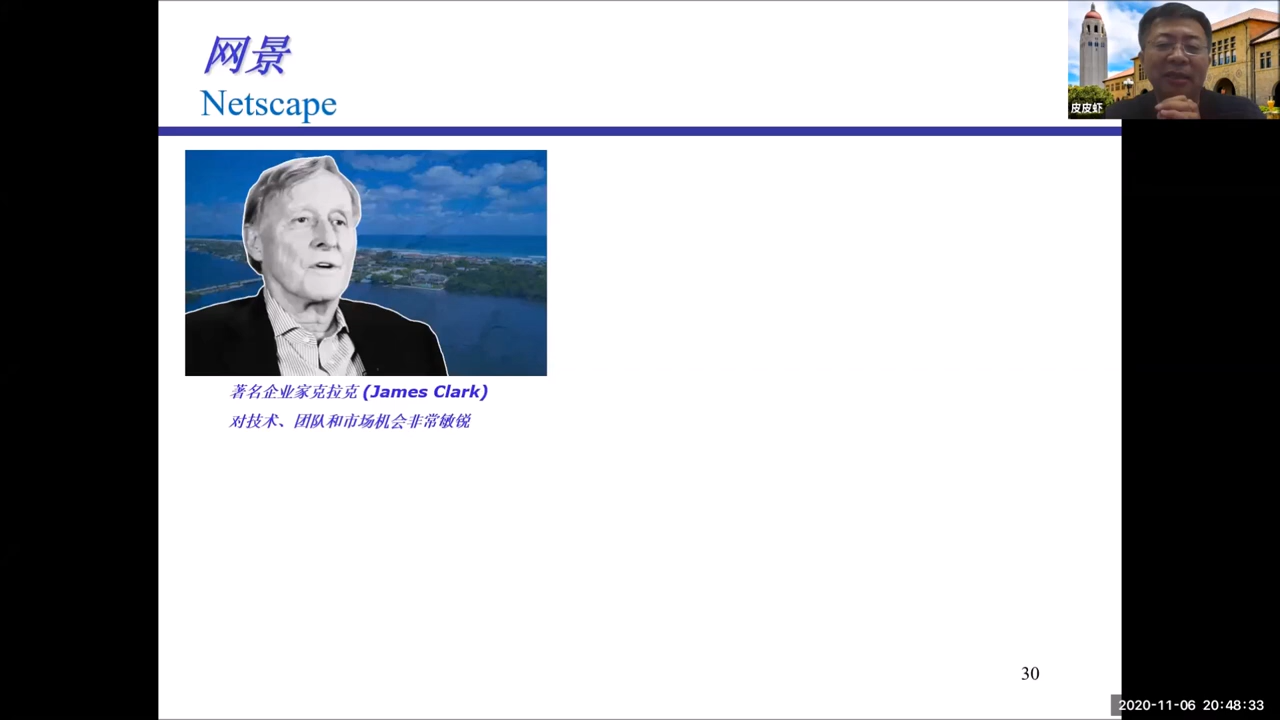 网景
Netscape
皮皮虾
著名企业家克拉克 (James Clark)
对技术、团队和市场机会非常敏锐
30
2020-11-06 20:48:33